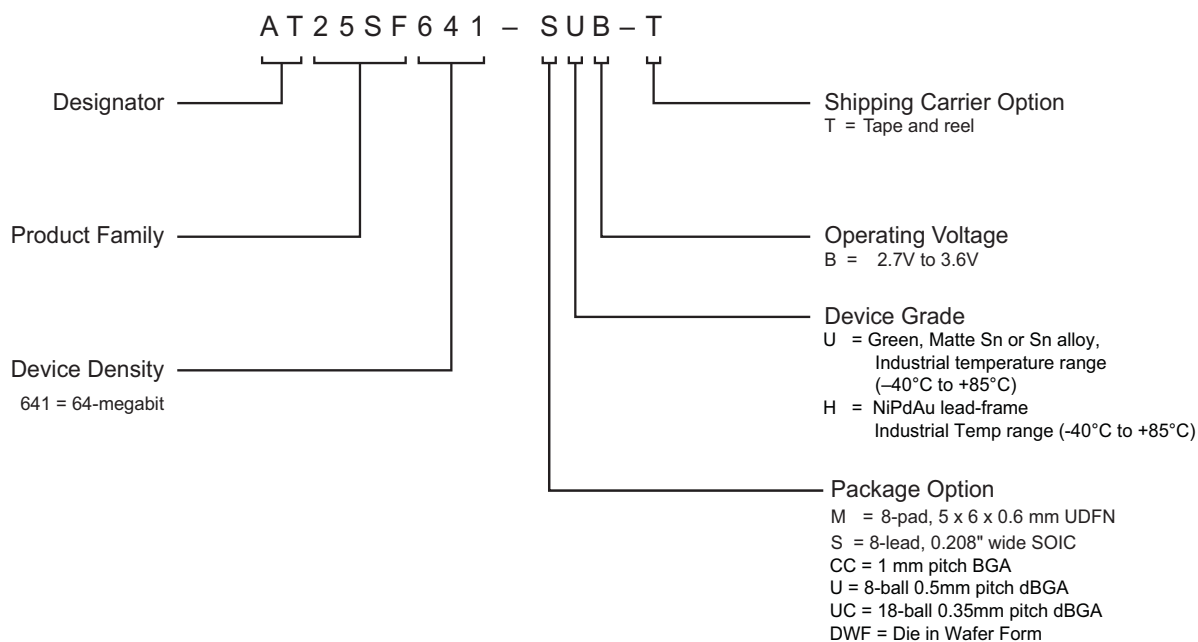 A T 2 5 S F 6 4 1 – S U B – T
Designator
Product Family
Device Density
641 = 64-megabit
Shipping Carrier Option
T = Tape and reel
Operating Voltage
B = 2.7V to 3.6V
Device Grade
U = Green, Matte Sn or Sn alloy,
Industrial temperature range
(–40°C to +85°C)
H = NiPdAu lead-frame
Industrial Temp range (-40°C to +85°C)
Package Option
M = 8-pad, 5 x 6 x 0.6 mm UDFN
S = 8-lead, 0.208" wide SOIC
CC = 1 mm pitch BGA
U = 8-ball 0.5mm pitch dBGA
UC = 18-ball 0.35mm pitch dBGA
DWF = Die in Wafer Form